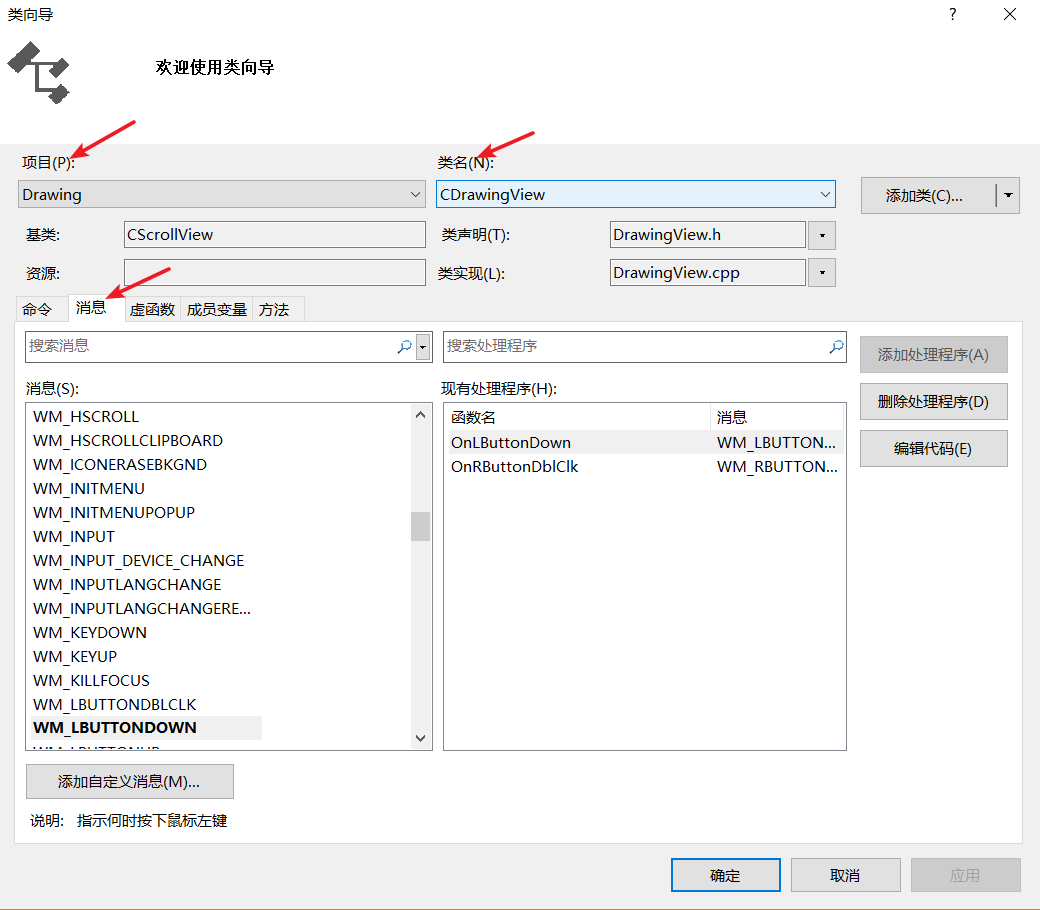 类向导
?
欢迎使用类向导
项目(P): 类名(N):
Drawing CDrawingView 添加类(C)...
基类: CScrollView 类声明(T): DrawingView.h
资源: 类实现(L): DrawingView.cpp
命令 消息 虚函数 成员变量 方法
搜索消息 搜索处理程序 添加处理程序(A)
消息(S): 现有处理程序(H):
删除处理程序(D)
编辑代码(E)
WM_HSCROLL
WM_HSCROLLCLIPBOARD
WM_ICONERASEBKGND
WM_INITMENU
WM_INITMENUPOPUP
WM_INPUT
WM_INPUT_DEVICE_CHANGE
WM_INPUTLANGCHANGE
WM_INPUTLANGCHANGERE...
WM_KEYDOWN
WM_KEYUP
WM_KILLFOCUS
WM_LBUTTONDBLCLK
WM_LBUTTONDOWN
函数名 消息
OnLButtonDown WM_LBUTTON...
OnRButtonDblClk WM_RBUTTON...
添加自定义消息(M)...
说明: 指示何时按下鼠标左键
确定 取消 应用